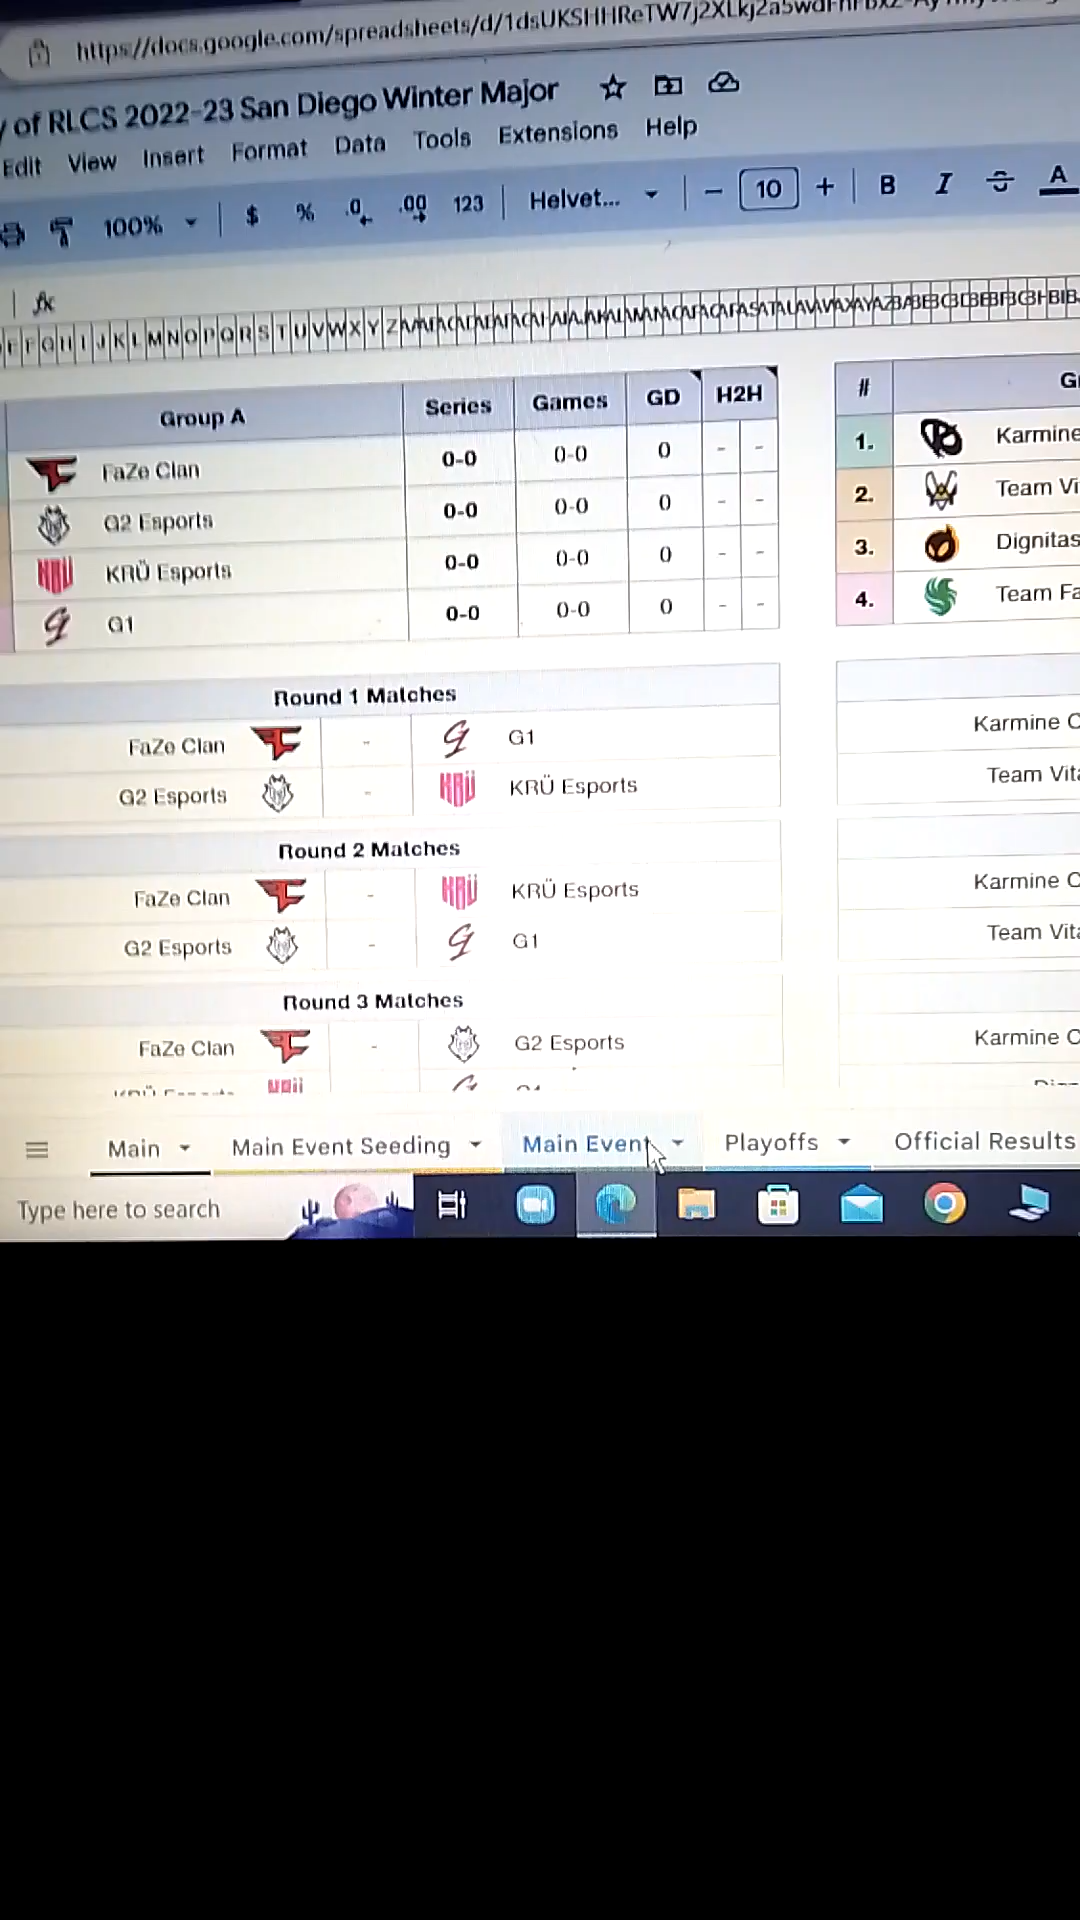 https://docs.google.com/spreadsheets/d/
of RLCS 2022-23 San Diego Winter Major
Edit View Insert Format Data Tools Extensions Help
100% $ % .0 .00 123 Helvet... − 10 + B I S A
fx
F G H I J K L M N O P Q R S T U V W X Y Z
Group A Series Games GD H2H
FaZe Clan 0-0 0-0 0 - -
G2 Esports 0-0 0-0 0 - -
KRÜ Esports 0-0 0-0 0 - -
G1 0-0 0-0 0 - -
#
1. Karmine
2. Team Vi
3. Dignitas
4. Team Fa
Round 1 Matches
FaZe Clan - G1
G2 Esports - KRÜ KRÜ Esports
Karmine C
Team Vita
Round 2 Matches
FaZe Clan - KRÜ KRÜ Esports
G2 Esports - G1
Karmine C
Team Vita
Round 3 Matches
FaZe Clan - G2 Esports
Karmine C
Main Main Event Seeding Main Event Playoffs Official Results
Type here to search